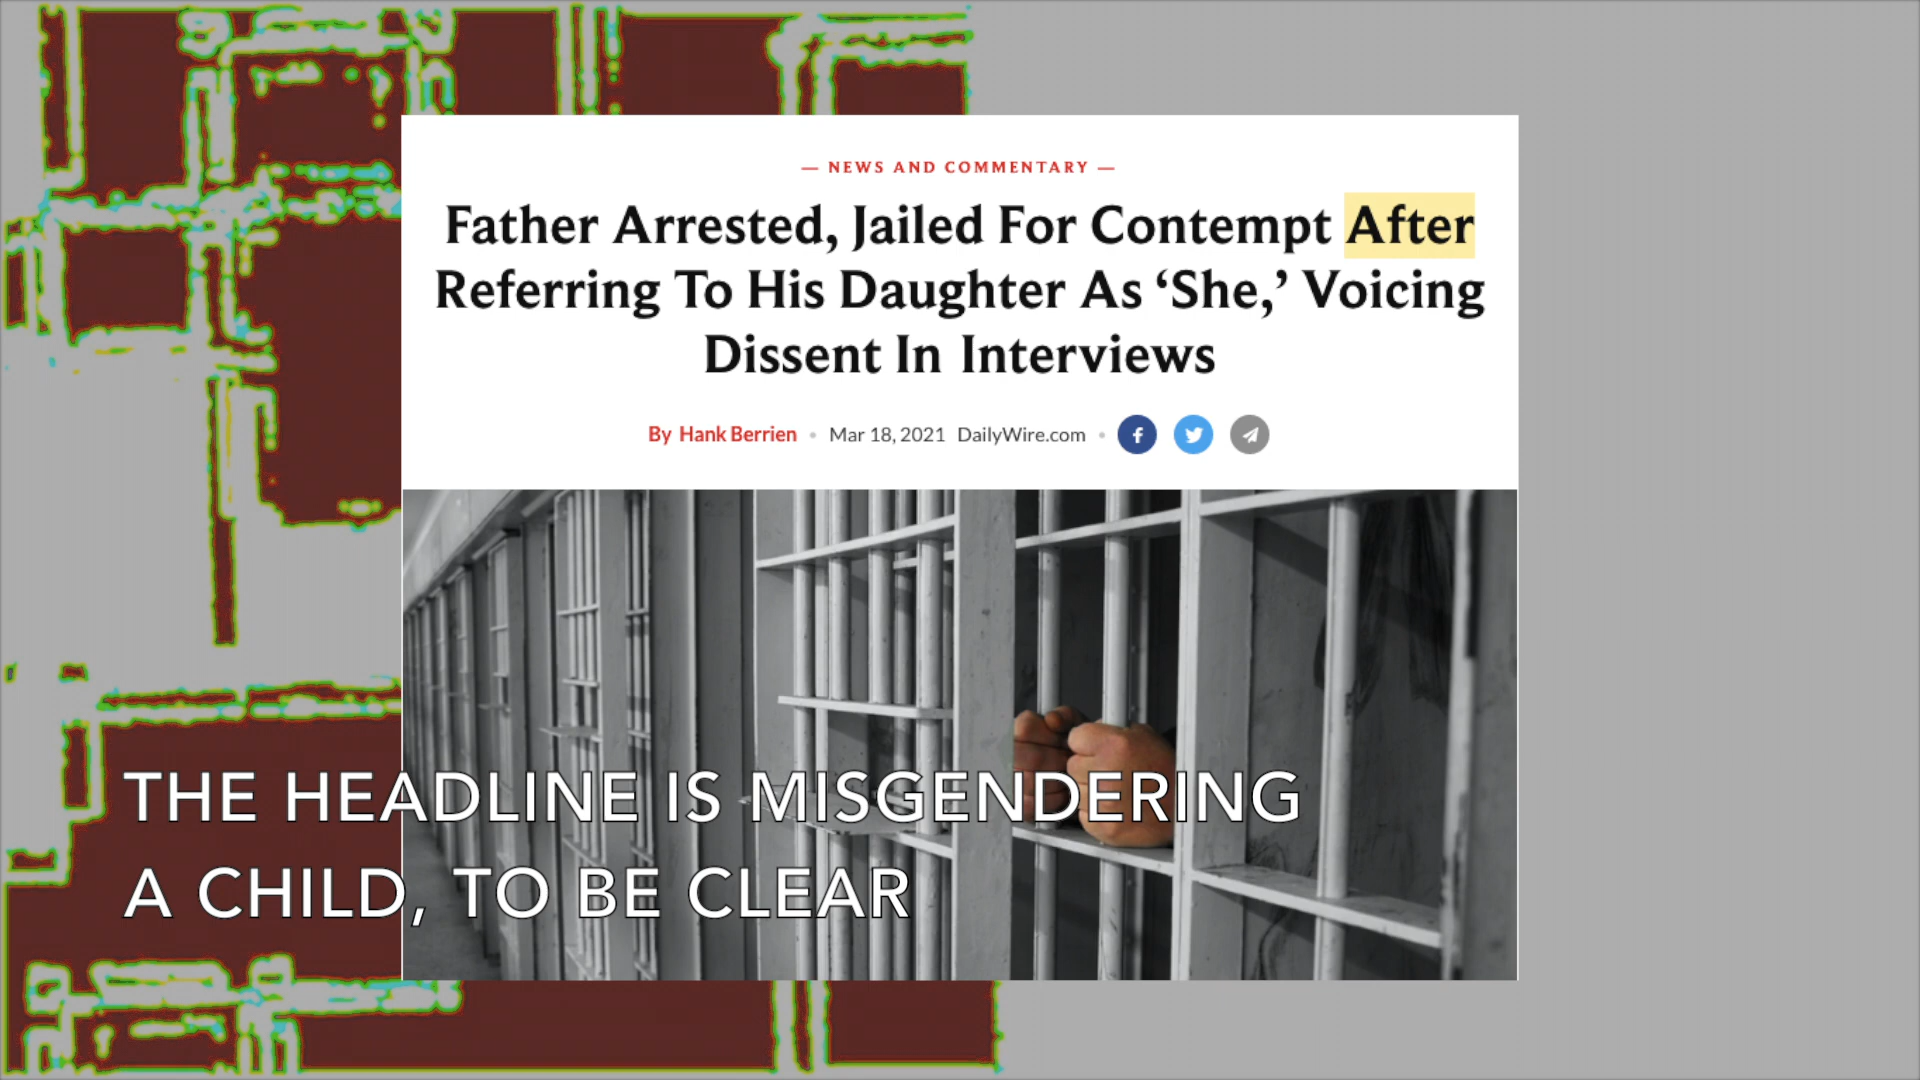 — NEWS AND COMMENTARY —
Father Arrested, Jailed For Contempt After
Referring To His Daughter As ‘She,’ Voicing
Dissent In Interviews
By Hank Berrien • Mar 18, 2021 DailyWire.com •
THE HEADLINE IS MISGENDERING
A CHILD, TO BE CLEAR